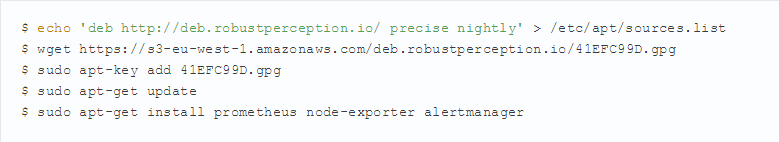 $ echo 'deb http://deb.robustperception.io/ precise nightly' > /etc/apt/sources.list
$ wget https://s3-eu-west-1.amazonaws.com/deb.robustperception.io/41EFC99D.gpg
$ sudo apt-key add 41EFC99D.gpg
$ sudo apt-get update
$ sudo apt-get install prometheus node-exporter alertmanager